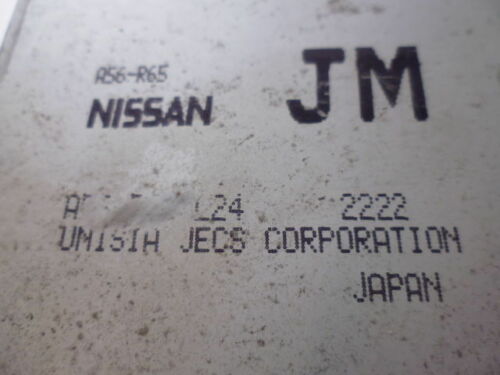 A56-R65
NISSAN JM
L24 2222
UNISIA JECS CORPORATION
JAPAN